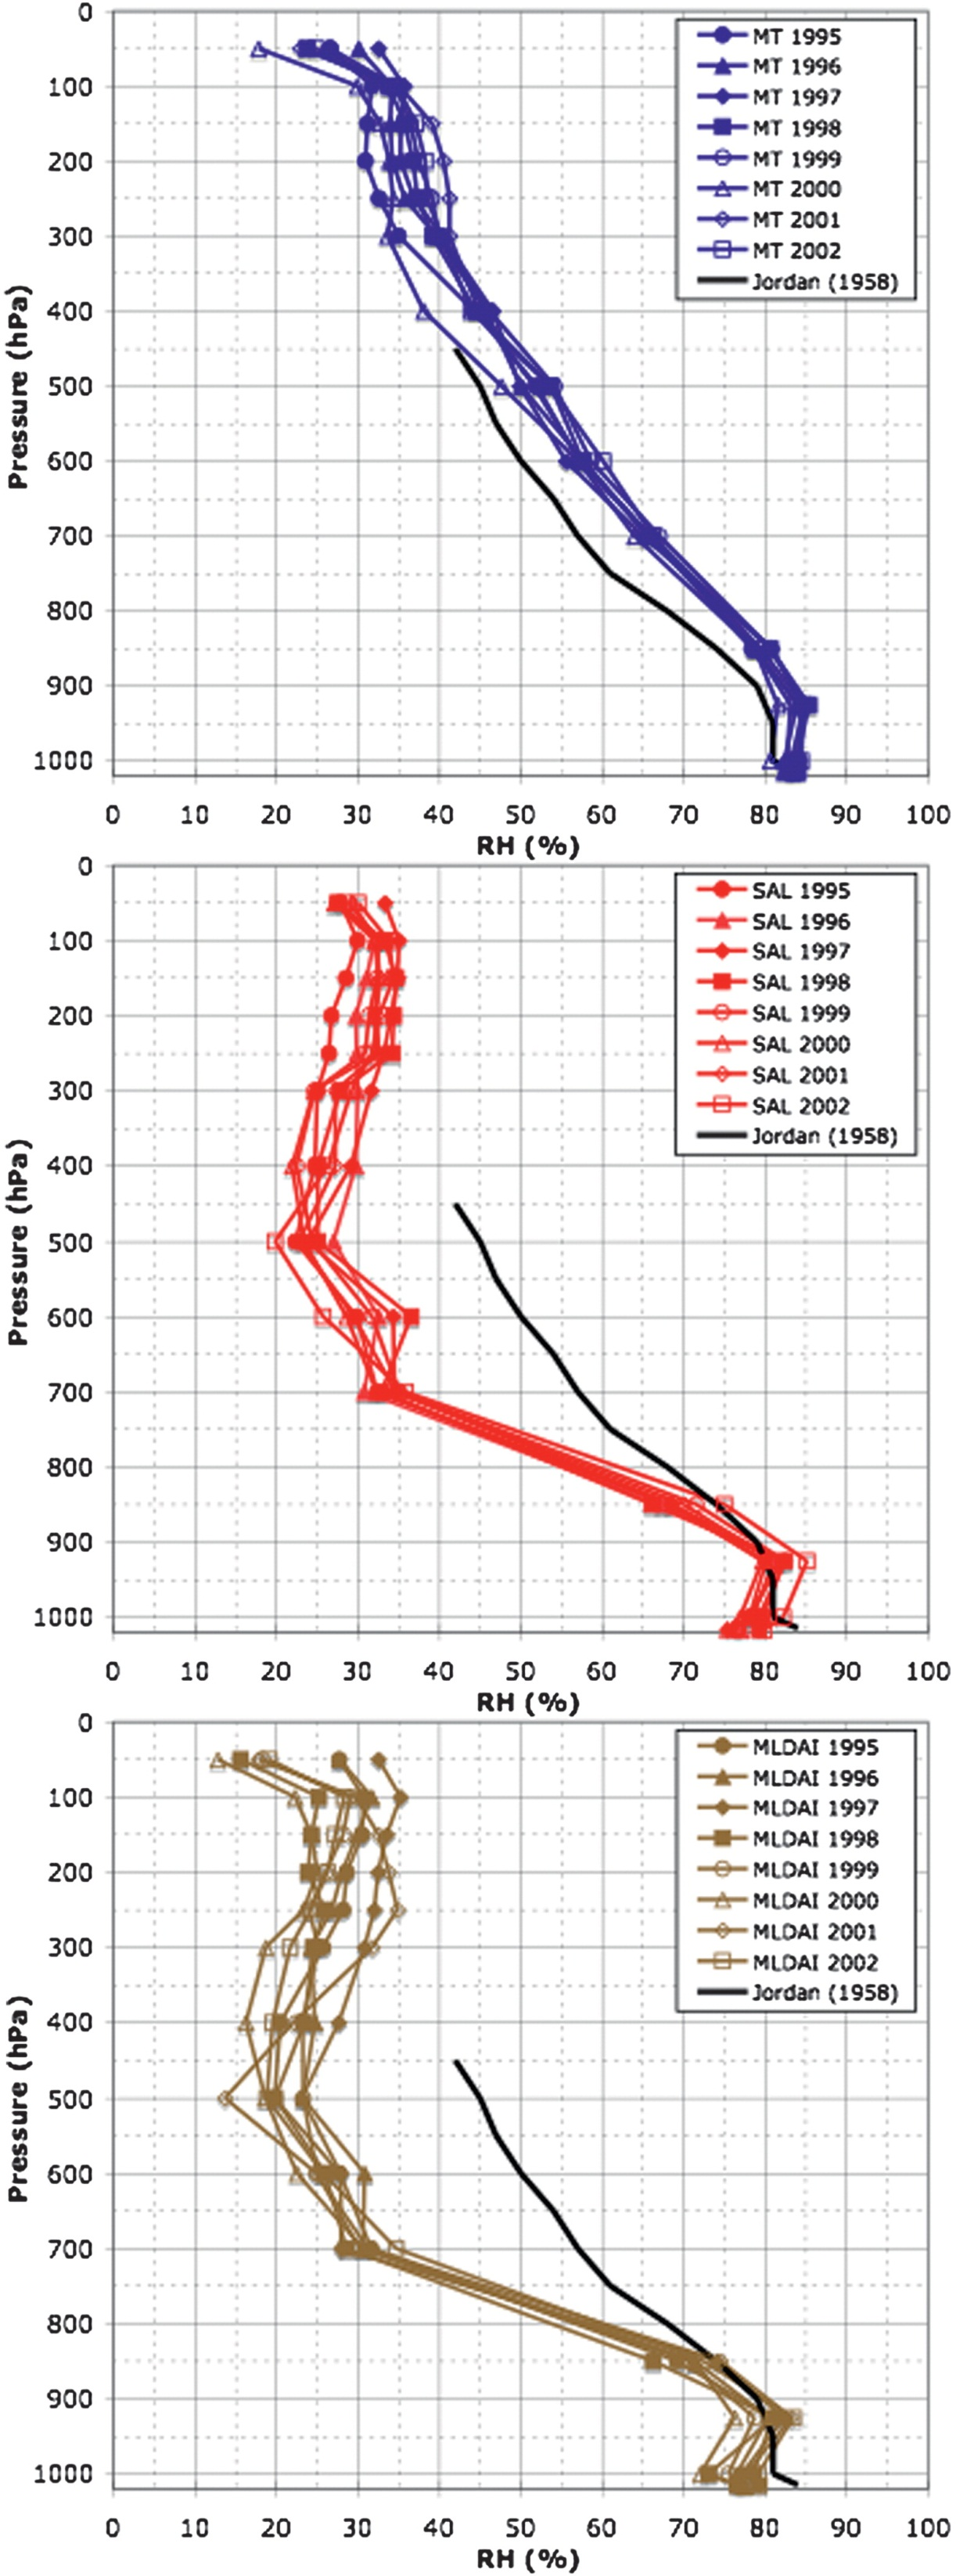 0
100
200
300
400
500
600
700
800
900
1000
Pressure (hPa)
MT 1995
MT 1996
MT 1997
MT 1998
MT 1999
MT 2000
MT 2001
MT 2002
Jordan (1958)
0 10 20 30 40 50 60 70 80 90 100
RH (%)
0
100
200
300
400
500
600
700
800
900
1000
Pressure (hPa)
SAL 1995
SAL 1996
SAL 1997
SAL 1998
SAL 1999
SAL 2000
SAL 2001
SAL 2002
Jordan (1958)
0 10 20 30 40 50 60 70 80 90 100
RH (%)
0
100
200
300
400
500
600
700
800
900
1000
Pressure (hPa)
MLDAI 1995
MLDAI 1996
MLDAI 1997
MLDAI 1998
MLDAI 1999
MLDAI 2000
MLDAI 2001
MLDAI 2002
Jordan (1958)
0 10 20 30 40 50 60 70 80 90 100
RH (%)